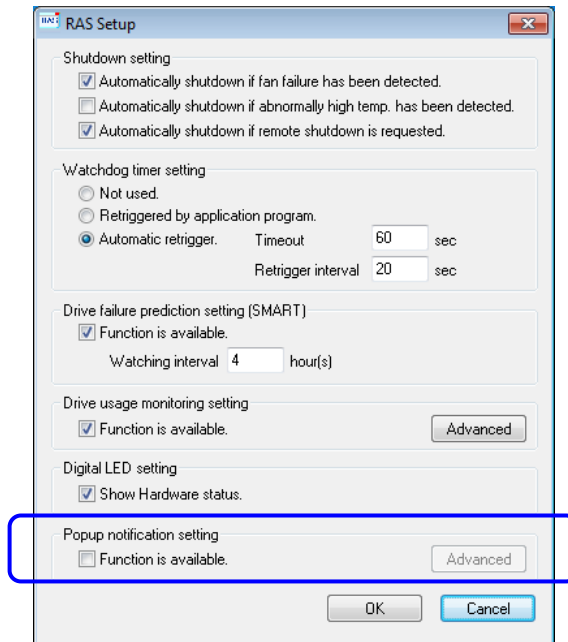 RAS Setup
Shutdown setting
Automatically shutdown if fan failure has been detected.
Automatically shutdown if abnormally high temp. has been detected.
Automatically shutdown if remote shutdown is requested.
Watchdog timer setting
Not used.
Retriggered by application program.
Automatic retrigger. Timeout 60 sec
Retrigger interval 20 sec
Drive failure prediction setting (SMART)
Function is available.
Watching interval 4 hour(s)
Drive usage monitoring setting
Function is available. Advanced
Digital LED setting
Show Hardware status.
Popup notification setting
Function is available. Advanced
OK Cancel